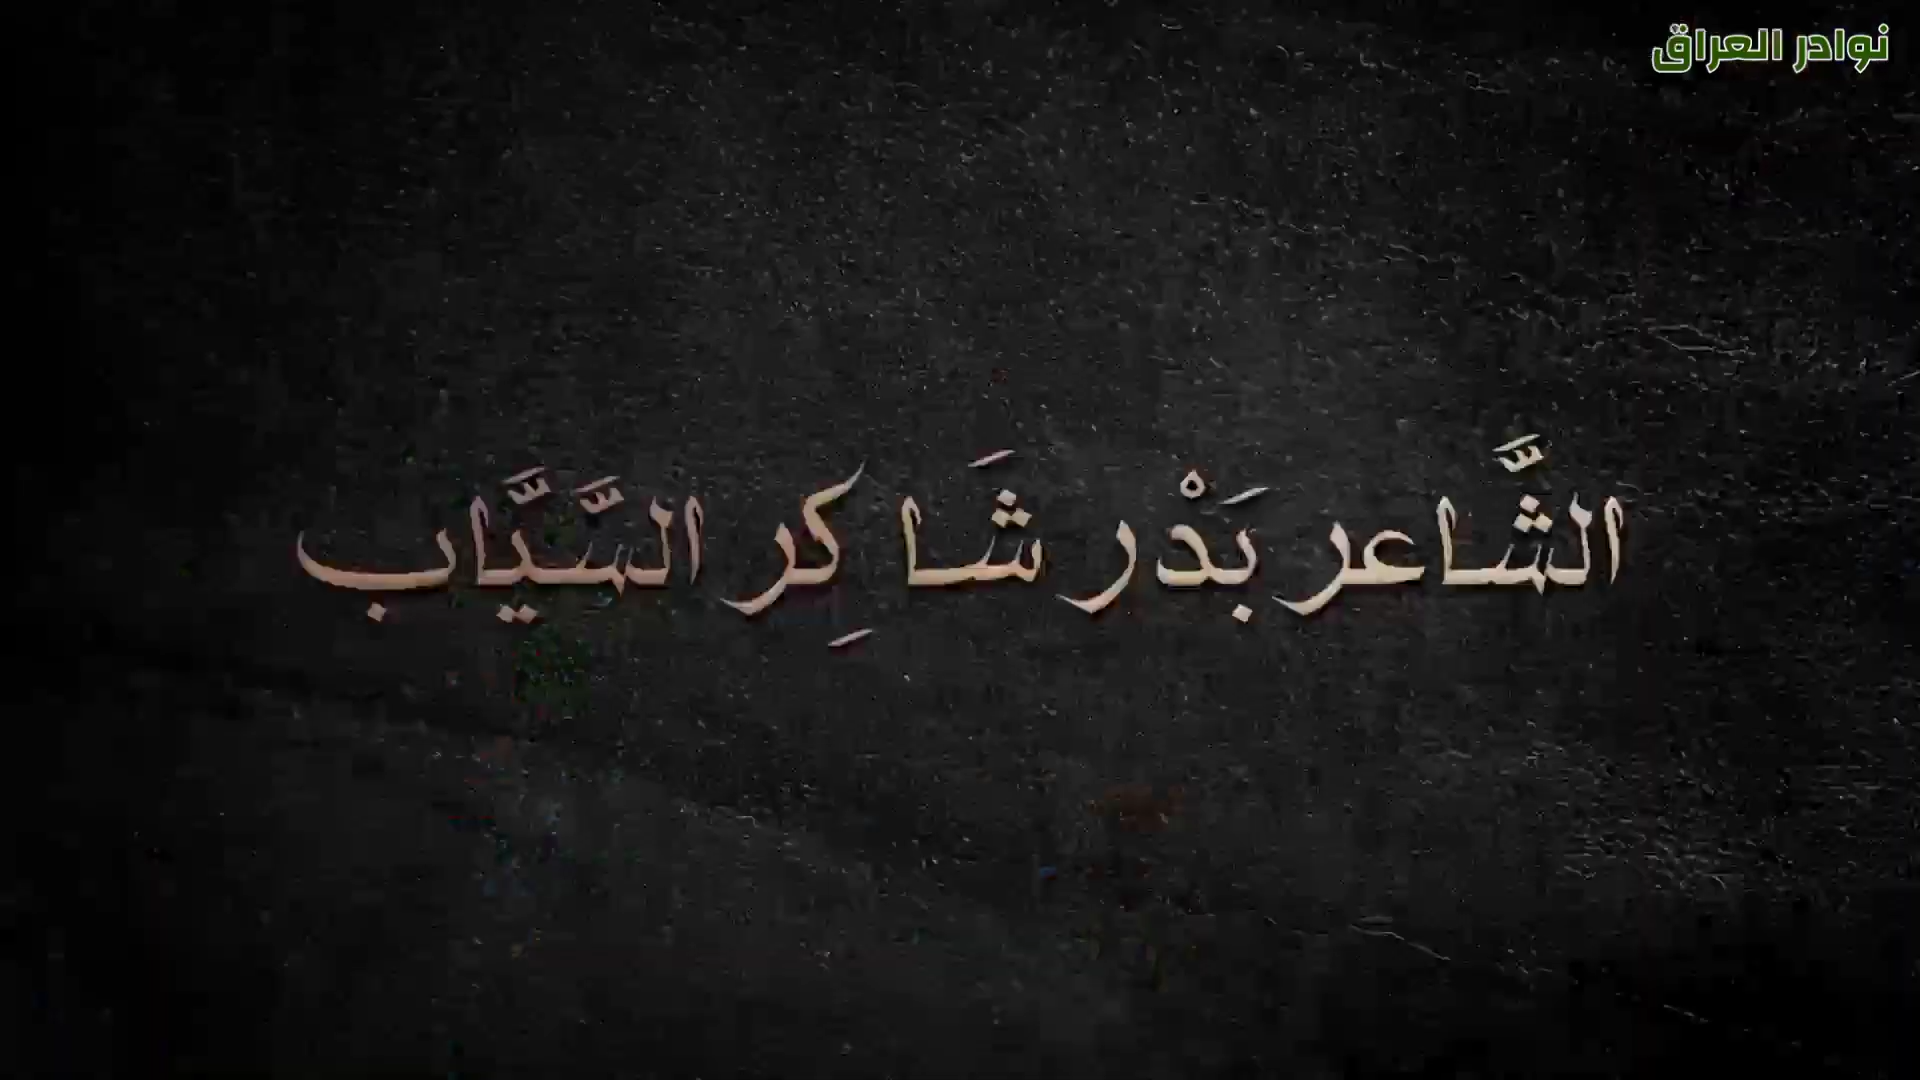 نوادر العراق
الشَّاعر بَدْر شَاكِر السَّيَّاب